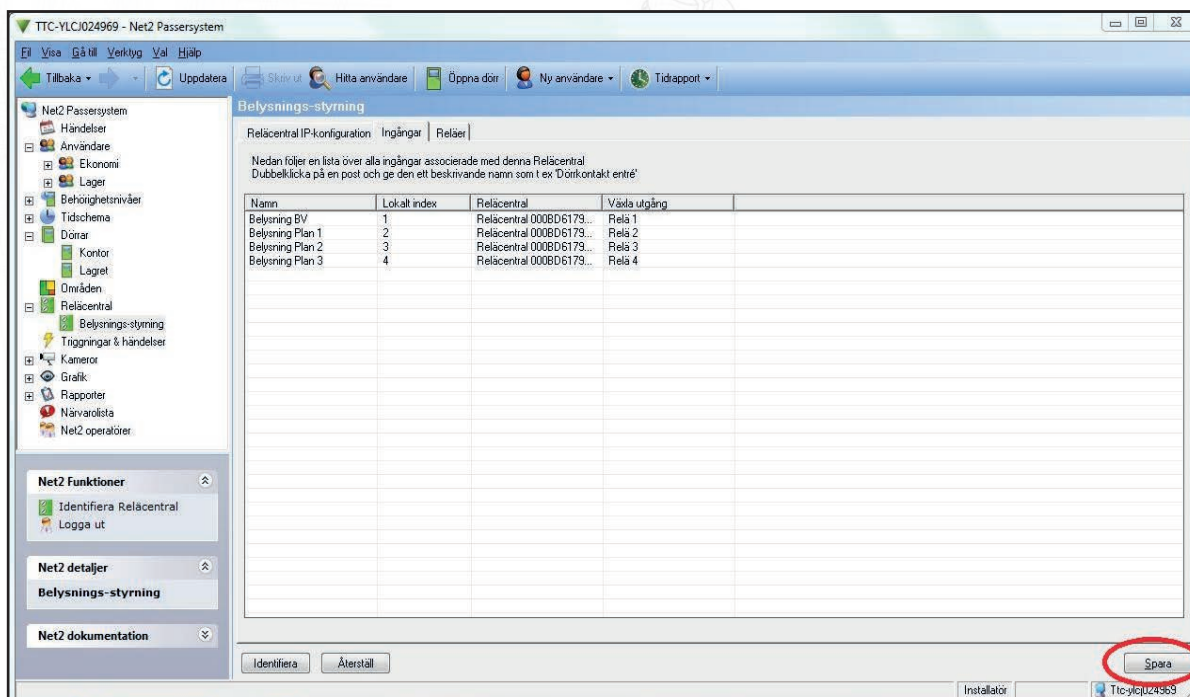 TTC-YLCJ024969 - Net2 Passersystem
Fil Visa Gå till Verktyg Val Hjälp
Tillbaka Uppdatera Skriv ut Hitta användare Öppna dörr Ny användare Tidrapport
Net2 Passersystem
Händelser
Användare
Ekonomi
Lager
Behörighetsnivåer
Tidschema
Dörrar
Kontor
Lagret
Områden
Reläcentral
Belysnings-styrning
Triggningar & händelser
Kameror
Grafik
Rapporter
Närvarolista
Net2 operatörer
Net2 Funktioner
Identifiera Reläcentral
Logga ut
Net2 detaljer
Belysnings-styrning
Net2 dokumentation
Belysnings-styrning
Reläcentral IP-konfiguration Ingångar Reläer
Nedan följer en lista över alla ingångar associerade med denna Reläcentral
Dubbelklicka på en post och ge den ett beskrivande namn som t ex 'Dörrkontakt entré'
Namn Lokalt index Reläcentral Växla utgång
Belysning BV 1 Reläcentral 000BD6179... Relä 1
Belysning Plan 1 2 Reläcentral 000BD6179... Relä 2
Belysning Plan 2 3 Reläcentral 000BD6179... Relä 3
Belysning Plan 3 4 Reläcentral 000BD6179... Relä 4
Identifiera Återställ Spara
Installatör Ttc-ylcj024969